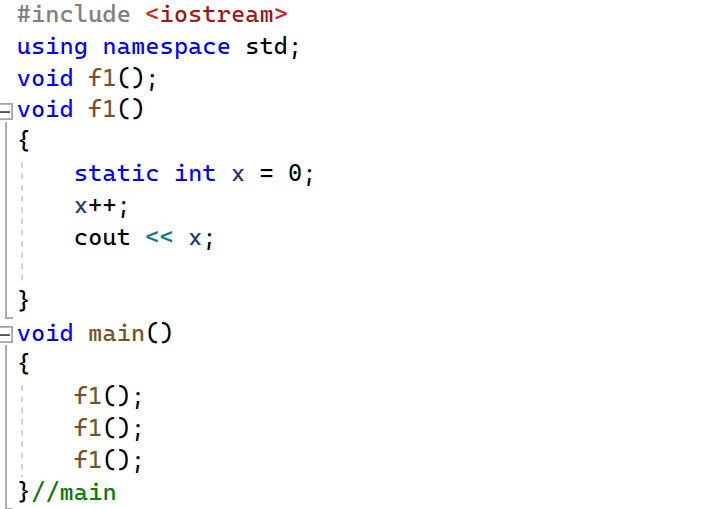 #include <iostream>
using namespace std;
void f1();
void f1()
{
    static int x = 0;
    x++;
    cout << x;

}
void main()
{
    f1();
    f1();
    f1();
}//main